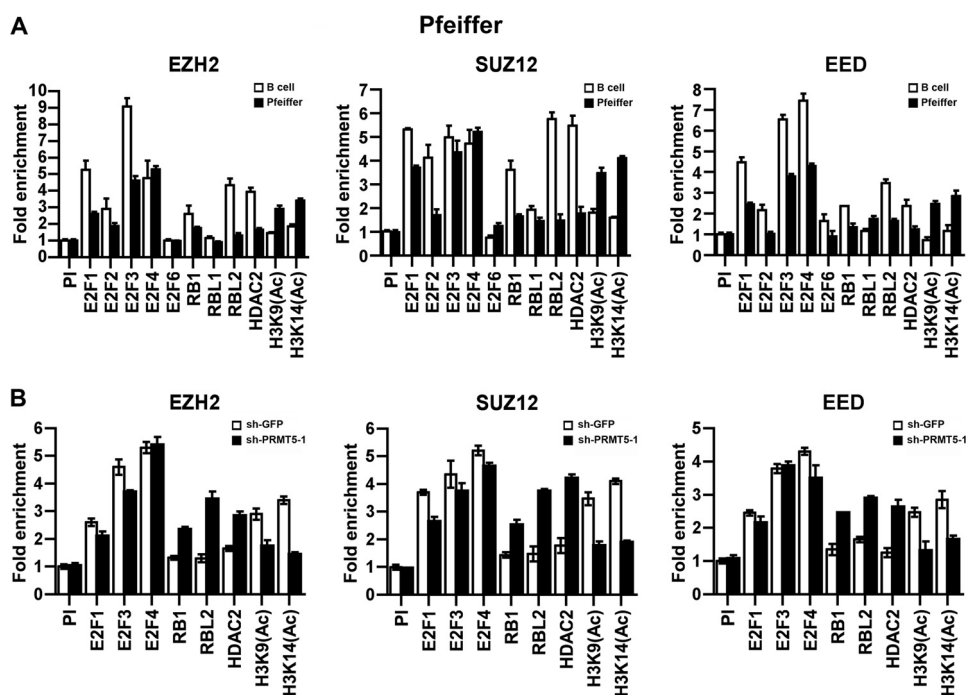 A
Pfeiffer
EZH2
SUZ12
EED
Fold enrichment
10
9
8
7
6
5
4
3
2
1
0
B cell
Pfeiffer
PI
E2F1
E2F2
E2F3
E2F4
E2F6
RB1
RBL1
RBL2
HDAC2
H3K9(Ac)
H3K14(Ac)
Fold enrichment
7
6
5
4
3
2
1
0
B cell
Pfeiffer
PI
E2F1
E2F2
E2F3
E2F4
E2F6
RB1
RBL1
RBL2
HDAC2
H3K9(Ac)
H3K14(Ac)
Fold enrichment
8
7
6
5
4
3
2
1
0
B cell
Pfeiffer
PI
E2F1
E2F2
E2F3
E2F4
E2F6
RB1
RBL1
RBL2
HDAC2
H3K9(Ac)
H3K14(Ac)
B
EZH2
SUZ12
EED
Fold enrichment
6
5
4
3
2
1
0
sh-GFP
sh-PRMT5-1
PI
E2F1
E2F3
E2F4
RB1
RBL2
HDAC2
H3K9(Ac)
H3K14(Ac)
Fold enrichment
6
5
4
3
2
1
0
sh-GFP
sh-PRMT5-1
PI
E2F1
E2F3
E2F4
RB1
RBL2
HDAC2
H3K9(Ac)
H3K14(Ac)
Fold enrichment
5
4
3
2
1
0
sh-GFP
sh-PRMT5-1
PI
E2F1
E2F3
E2F4
RB1
RBL2
HDAC2
H3K9(Ac)
H3K14(Ac)